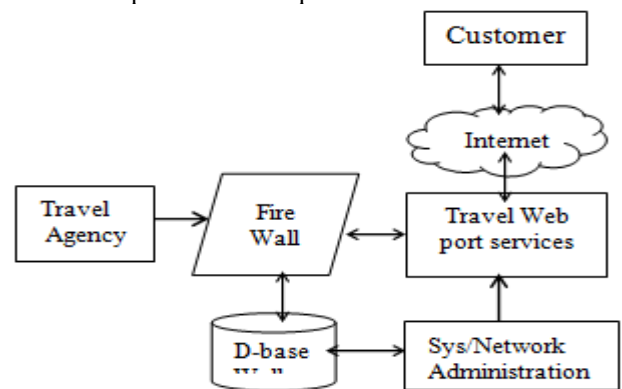 Customer
Internet
Travel
Agency
Fire
Wall
Travel Web
port services
D-base
Sys/Network
Administration